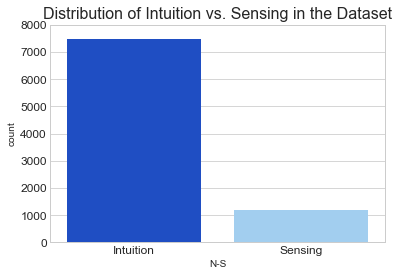 Distribution of Intuition vs. Sensing in the Dataset
8000
7000
6000
5000
4000
3000
2000
1000
0
count
Intuition Sensing
N-S